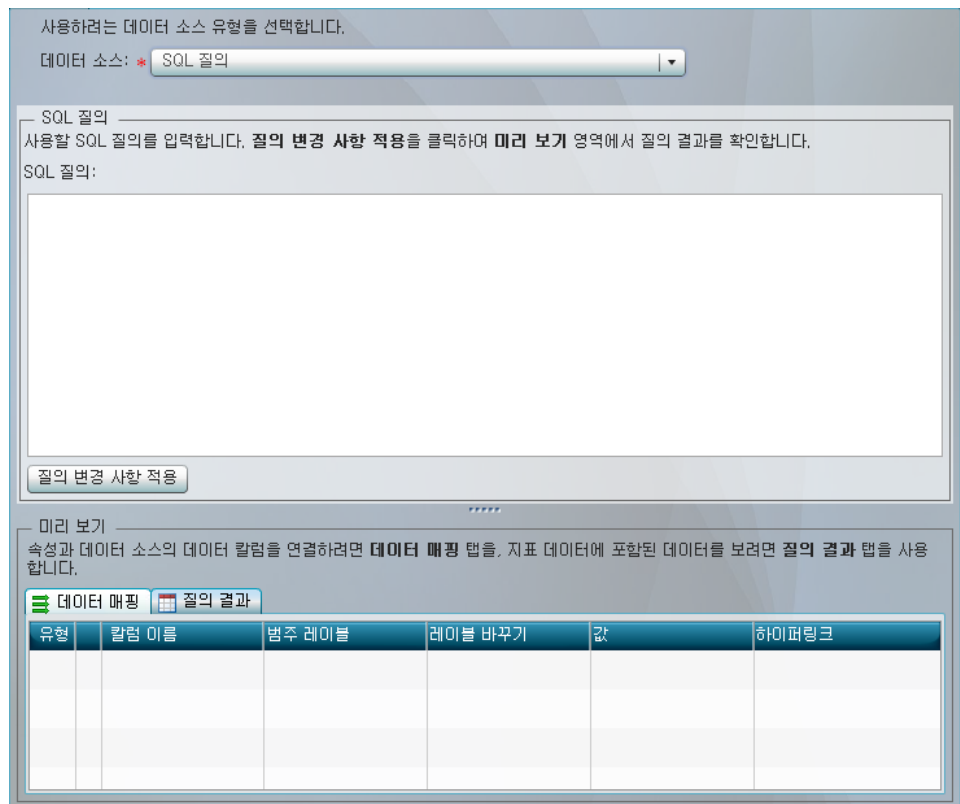 사용하려는 데이터 소스 유형을 선택합니다.
데이터 소스: * SQL 질의
SQL 질의
사용할 SQL 질의를 입력합니다. 질의 변경 사항 적용을 클릭하여 미리 보기 영역에서 질의 결과를 확인합니다.
SQL 질의:
질의 변경 사항 적용
미리 보기
속성과 데이터 소스의 데이터 칼럼을 연결하려면 데이터 매핑 탭을, 지표 데이터에 포함된 데이터를 보려면 질의 결과 탭을 사용
합니다.
데이터 매핑 질의 결과
유형 칼럼 이름 범주 레이블 레이블 바꾸기 값 하이퍼링크